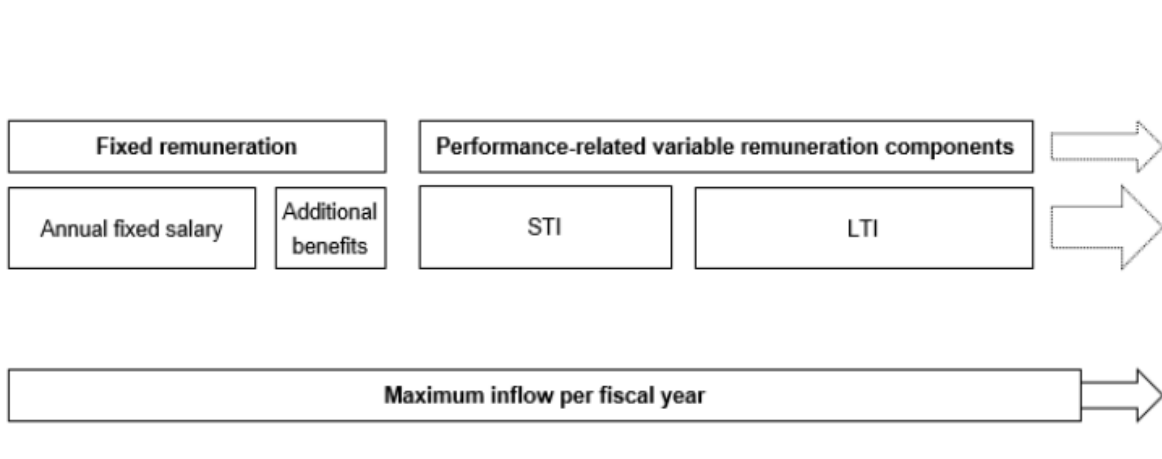 Fixed remuneration
Performance-related variable remuneration components
Annual fixed salary
Additional
benefits
STI
LTI
Maximum inflow per fiscal year